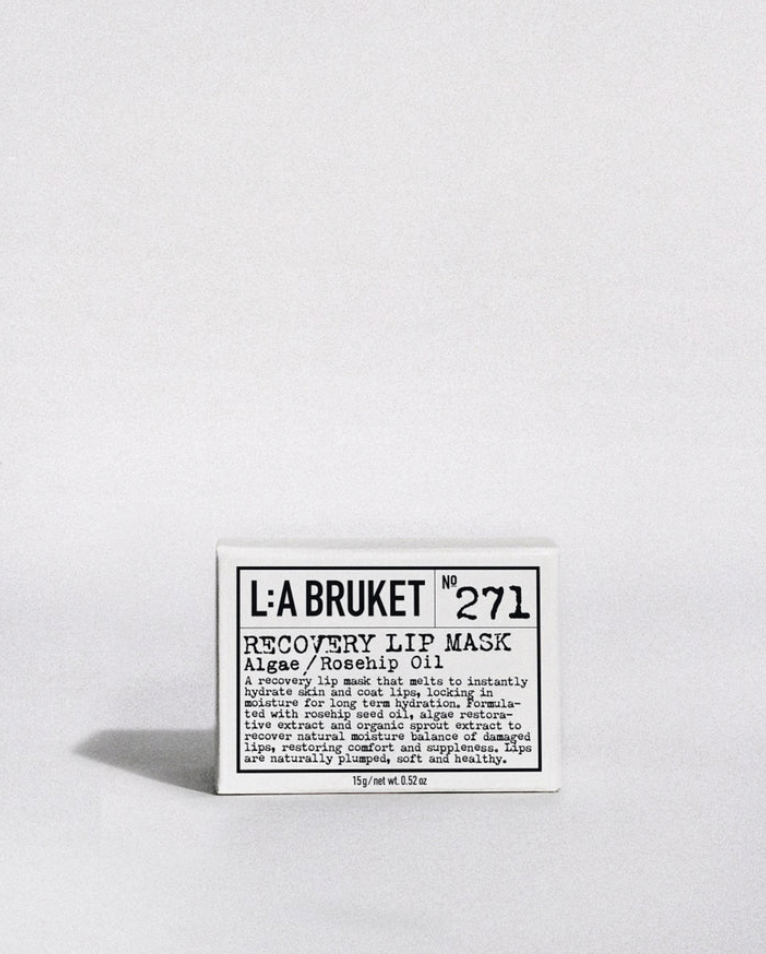 L:A BRUKET
Nº 271
RECOVERY LIP MASK
Algae/Rosehip Oil
A recovery lip mask that melts to instantly
hydrate skin and coat lips, locking in
moisture for long term hydration. Formula-
ted with rosehip seed oil, algae restora-
tive extract and organic sprout extract to
recover natural moisture balance of damaged
lips, restoring comfort and suppleness. Lips
are naturally plumped, soft and healthy.
15g/net wt. 0.52oz